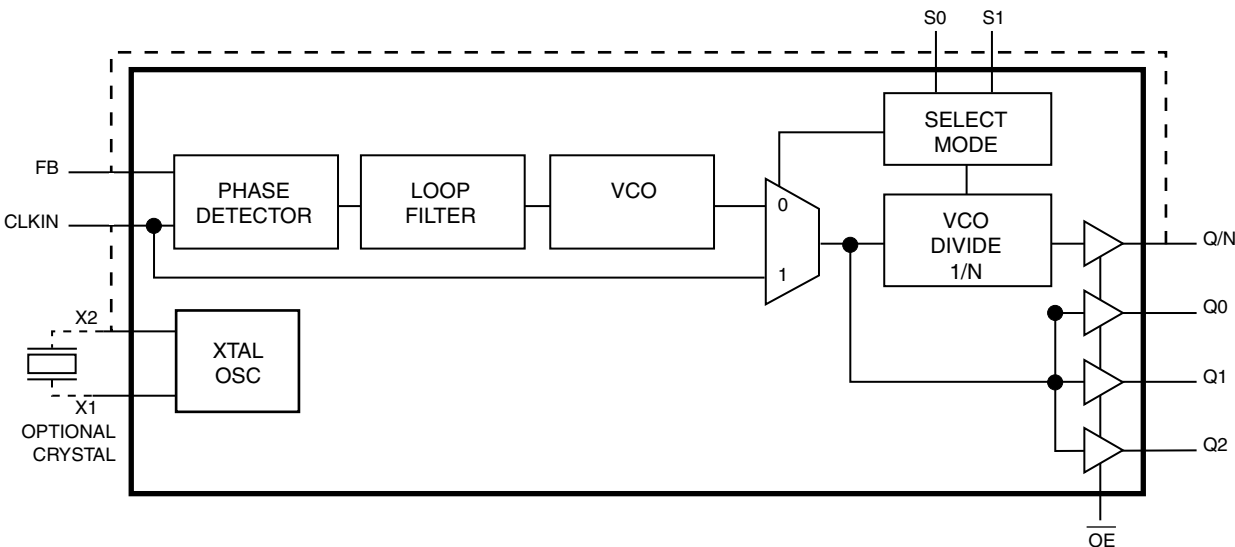 S0 S1
SELECT
MODE
FB
PHASE
DETECTOR
LOOP
FILTER
VCO
0
CLKIN
VCO
DIVIDE
1/N
Q/N
1
X2
XTAL
OSC
Q0
X1
Q1
OPTIONAL
CRYSTAL
Q2
OE